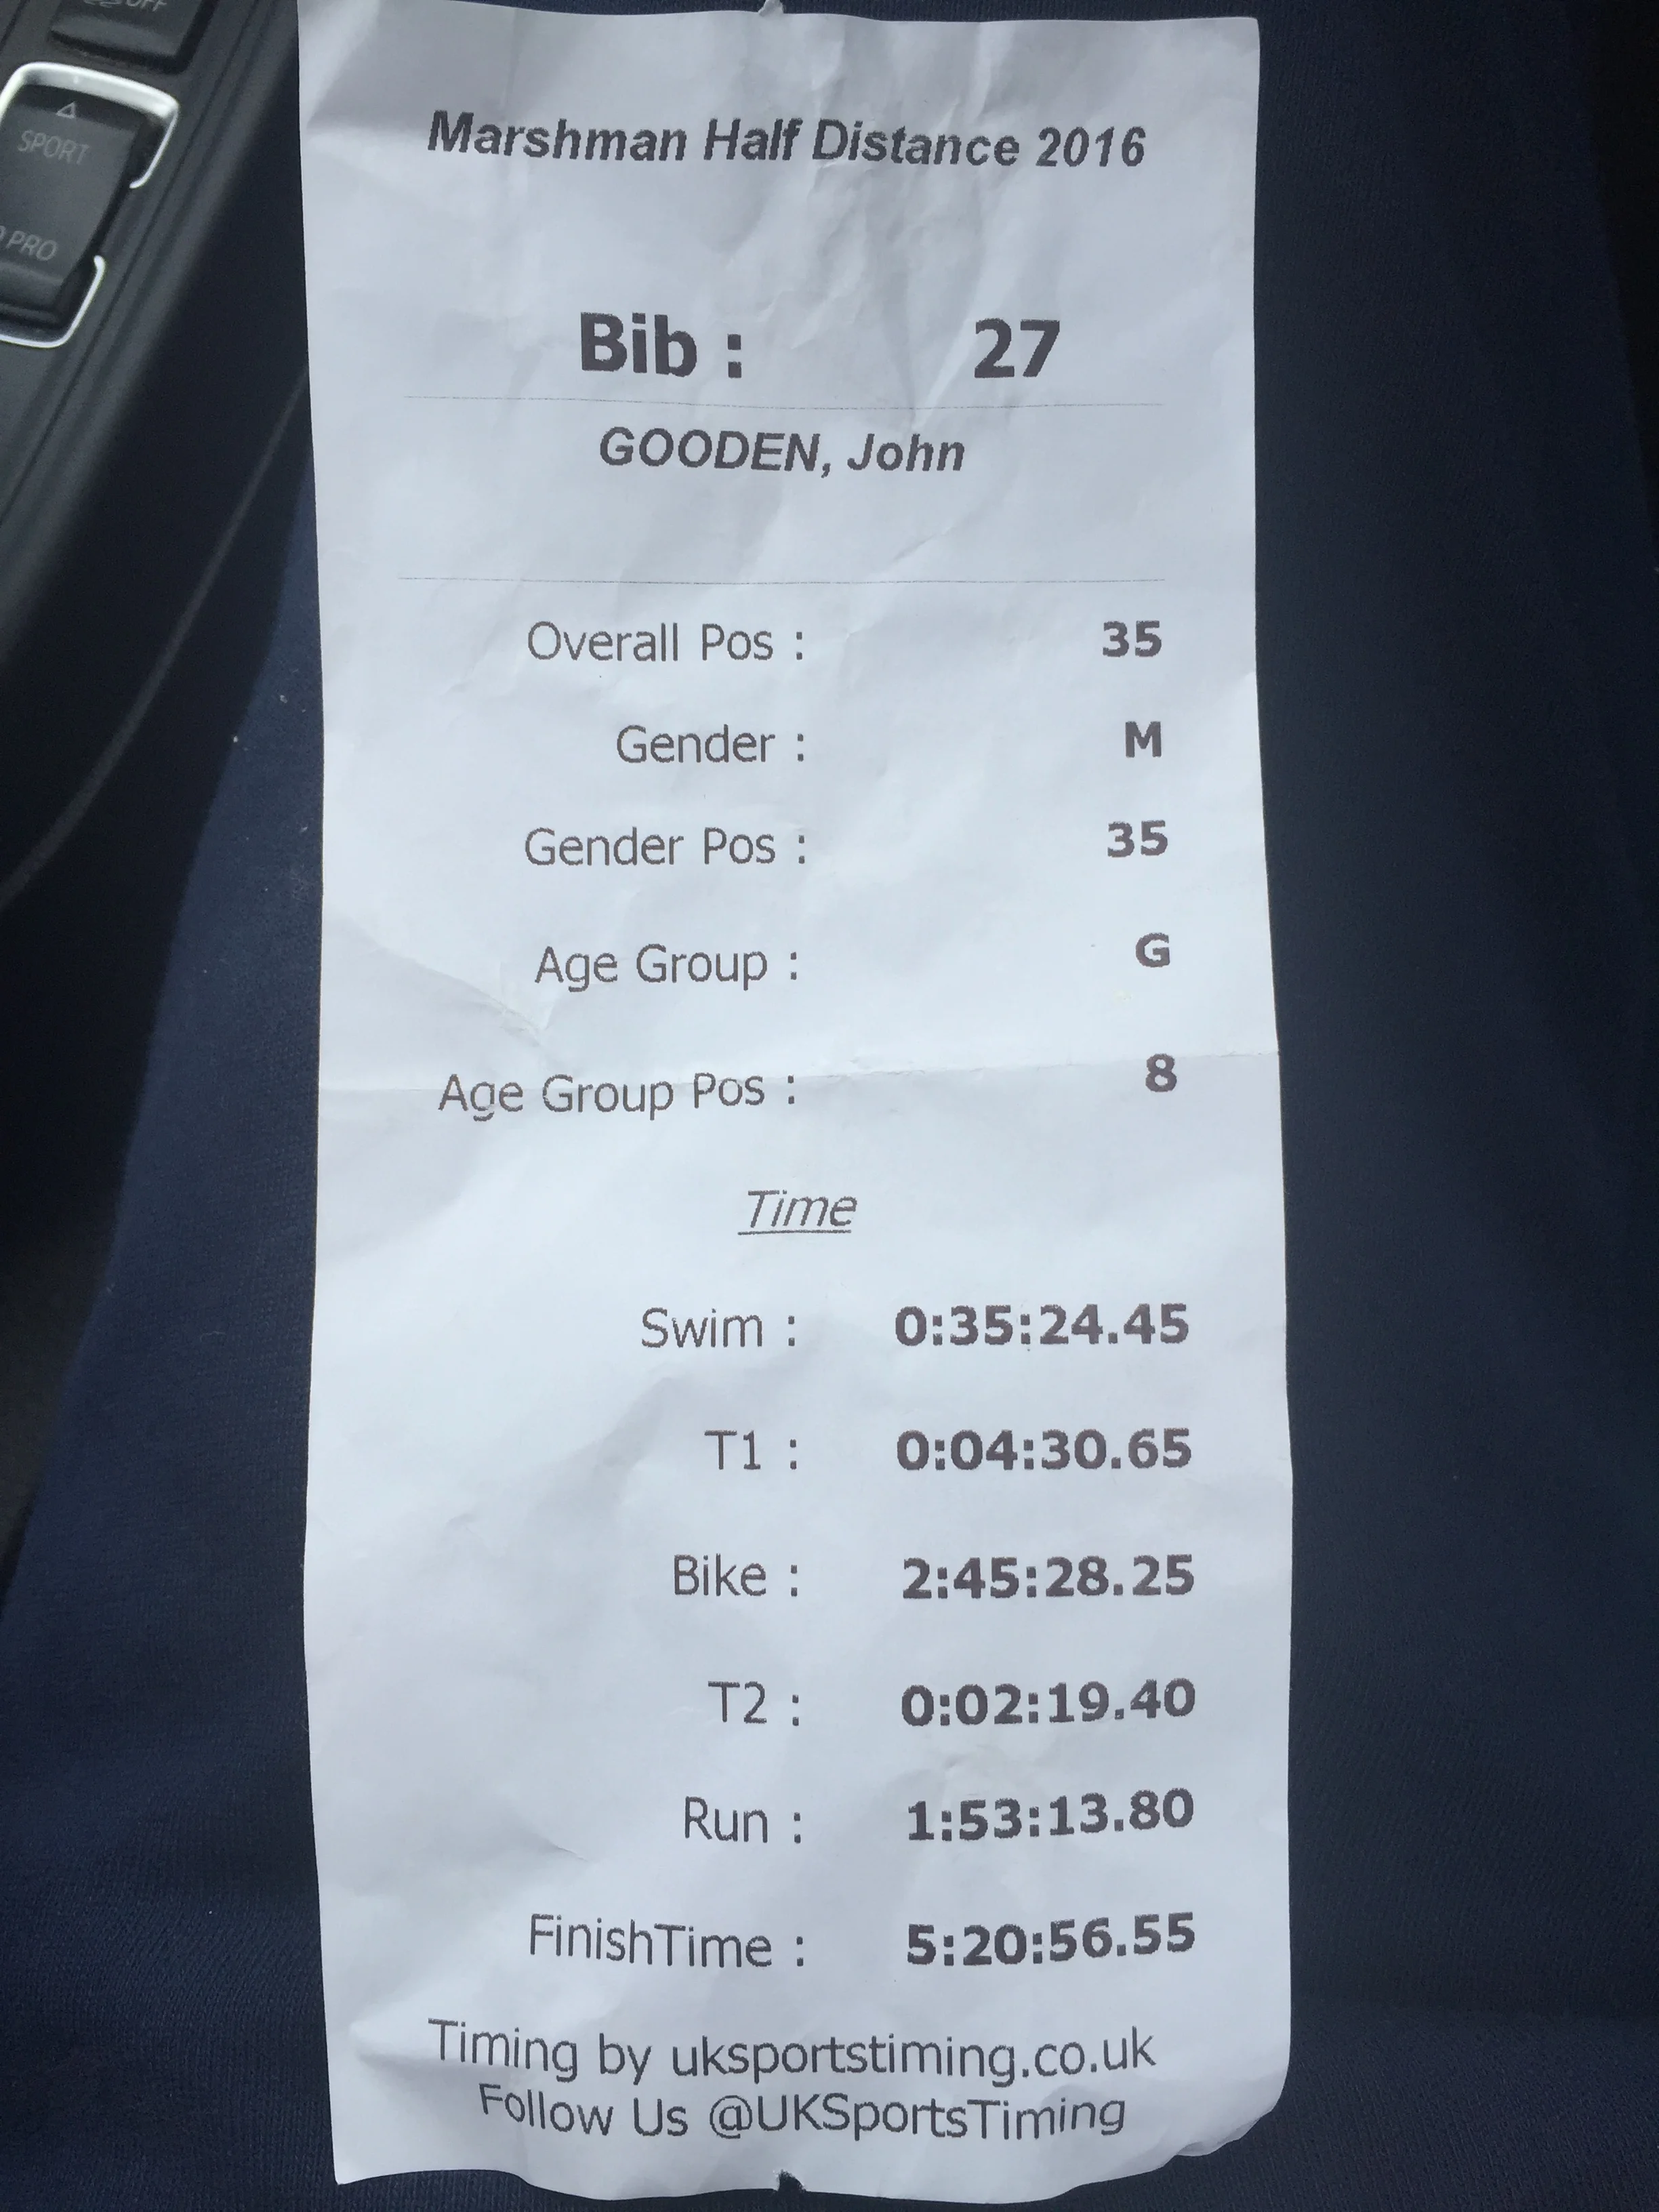 OFF
SPORT
PRO
Marshman Half Distance 2016
Bib : 27
GOODEN, John
Overall Pos : 35
Gender : M
Gender Pos : 35
Age Group : G
Age Group Pos : 8
Time
Swim : 0:35:24.45
T1 : 0:04:30.65
Bike : 2:45:28.25
T2 : 0:02:19.40
Run : 1:53:13.80
FinishTime : 5:20:56.55
Timing by uksportstiming.co.uk
Follow Us @UKSportsTiming